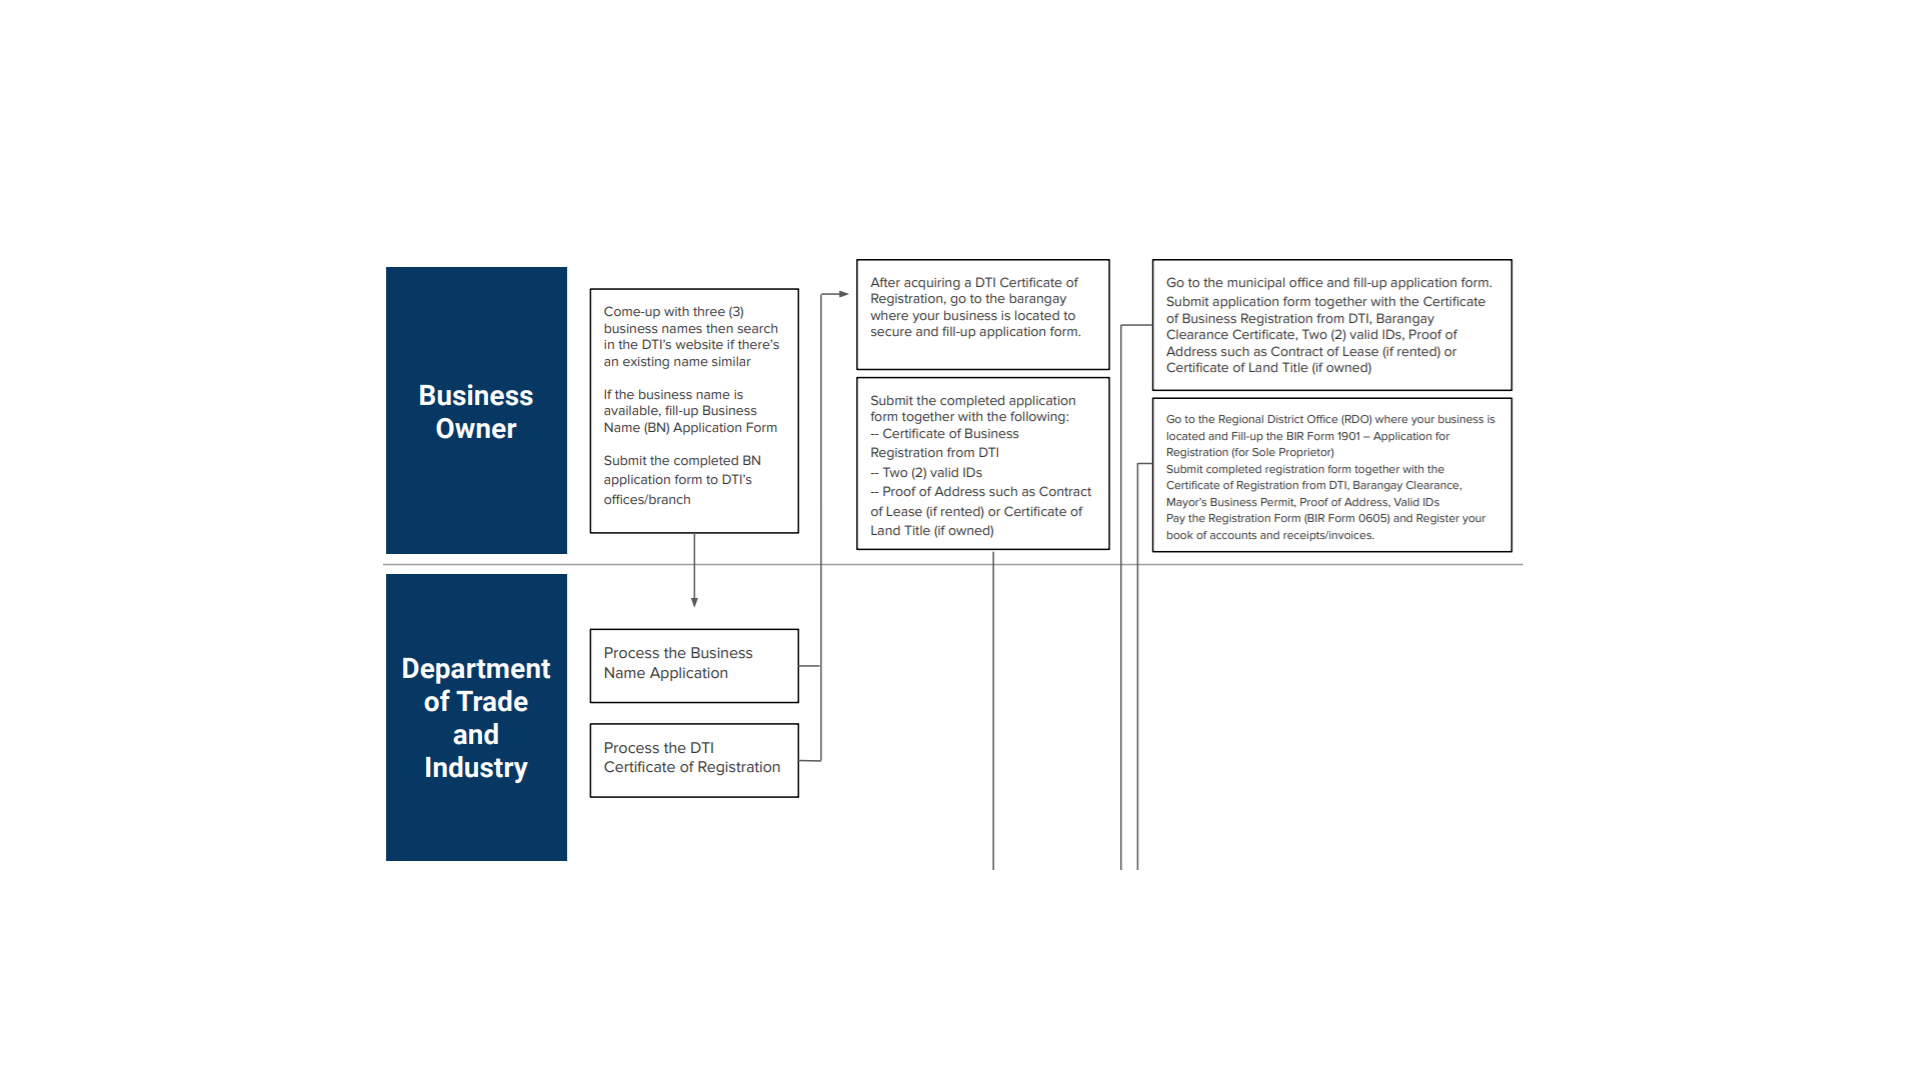 Business
Owner
Come-up with three (3)
business names then search
in the DTI's website if there's
an existing name similar
If the business name is
available, fill-up Business
Name (BN) Application Form
Submit the completed BN
application form to DTI's
offices/branch
After acquiring a DTI Certificate of
Registration, go to the barangay
where your business is located to
secure and fill-up application form.
Submit the completed application
form together with the following:
-- Certificate of Business
Registration from DTI
-- Two (2) valid IDs
-- Proof of Address such as Contract
of Lease (if rented) or Certificate of
Land Title (if owned)
Go to the municipal office and fill-up application form.
Submit application form together with the Certificate
of Business Registration from DTI, Barangay
Clearance Certificate, Two (2) valid IDs, Proof of
Address such as Contract of Lease (if rented) or
Certificate of Land Title (if owned)
Go to the Regional District Office (RDO) where your business is
located and Fill-up the BIR Form 1901 – Application for
Registration (for Sole Proprietor)
Submit completed registration form together with the
Certificate of Registration from DTI, Barangay Clearance,
Mayor's Business Permit, Proof of Address, Valid IDs
Pay the Registration Form (BIR Form 0605) and Register your
book of accounts and receipts/invoices.
Department
of Trade
and
Industry
Process the Business
Name Application
Process the DTI
Certificate of Registration